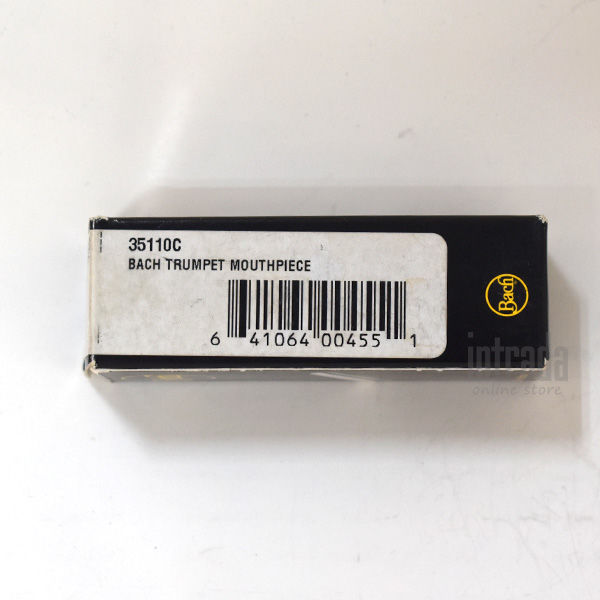 35110C
BACH TRUMPET MOUTHPIECE
6 41064 00455 1
Bach
intrada
online store